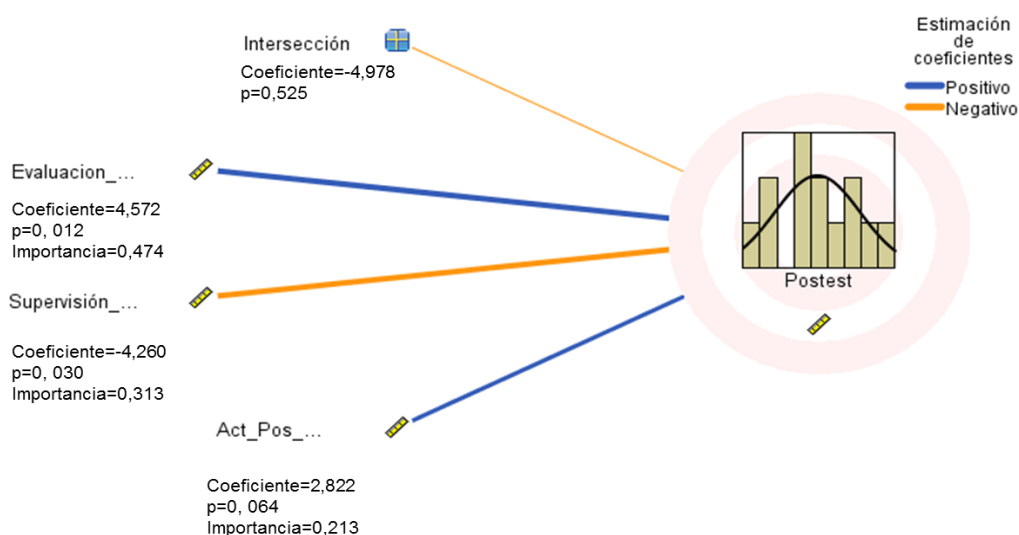 Intersección
Coeficiente=-4,978
p=0,525
Estimación
de
coeficientes
Positivo
Negativo
Evaluacion_...
Coeficiente=4,572
p=0, 012
Importancia=0,474
Supervisión_...
Coeficiente=-4,260
p=0, 030
Importancia=0,313
Act_Pos_...
Coeficiente=2,822
p=0, 064
Importancia=0,213
Postest